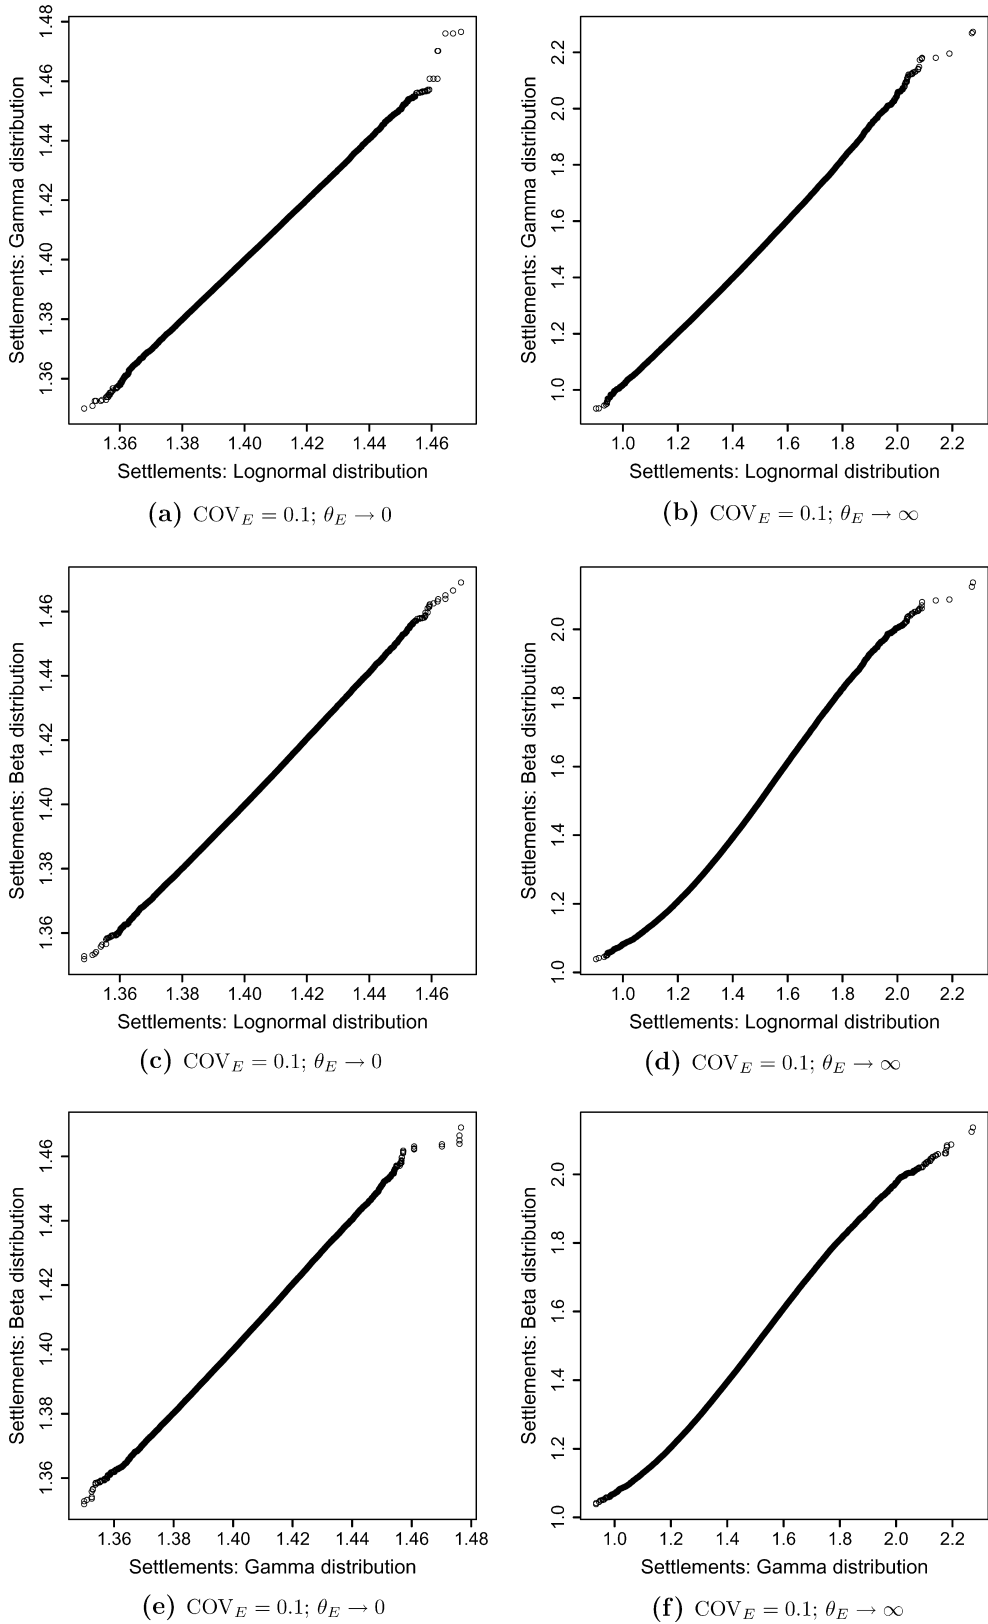 1.48
1.46
1.44
1.42
1.40
1.38
1.36
Settlements: Gamma distribution
1.36 1.38 1.40 1.42 1.44 1.46
Settlements: Lognormal distribution
(a) COV_E = 0.1; θ_E → 0
2.2
2.0
1.8
1.6
1.4
1.2
1.0
Settlements: Gamma distribution
1.0 1.2 1.4 1.6 1.8 2.0 2.2
Settlements: Lognormal distribution
(b) COV_E = 0.1; θ_E → ∞
1.46
1.44
1.42
1.40
1.38
1.36
Settlements: Beta distribution
1.36 1.38 1.40 1.42 1.44 1.46
Settlements: Lognormal distribution
(c) COV_E = 0.1; θ_E → 0
2.0
1.8
1.6
1.4
1.2
1.0
Settlements: Beta distribution
1.0 1.2 1.4 1.6 1.8 2.0 2.2
Settlements: Lognormal distribution
(d) COV_E = 0.1; θ_E → ∞
1.46
1.44
1.42
1.40
1.38
1.36
Settlements: Beta distribution
1.36 1.38 1.40 1.42 1.44 1.46 1.48
Settlements: Gamma distribution
(e) COV_E = 0.1; θ_E → 0
2.0
1.8
1.6
1.4
1.2
1.0
Settlements: Beta distribution
1.0 1.2 1.4 1.6 1.8 2.0 2.2
Settlements: Gamma distribution
(f) COV_E = 0.1; θ_E → ∞